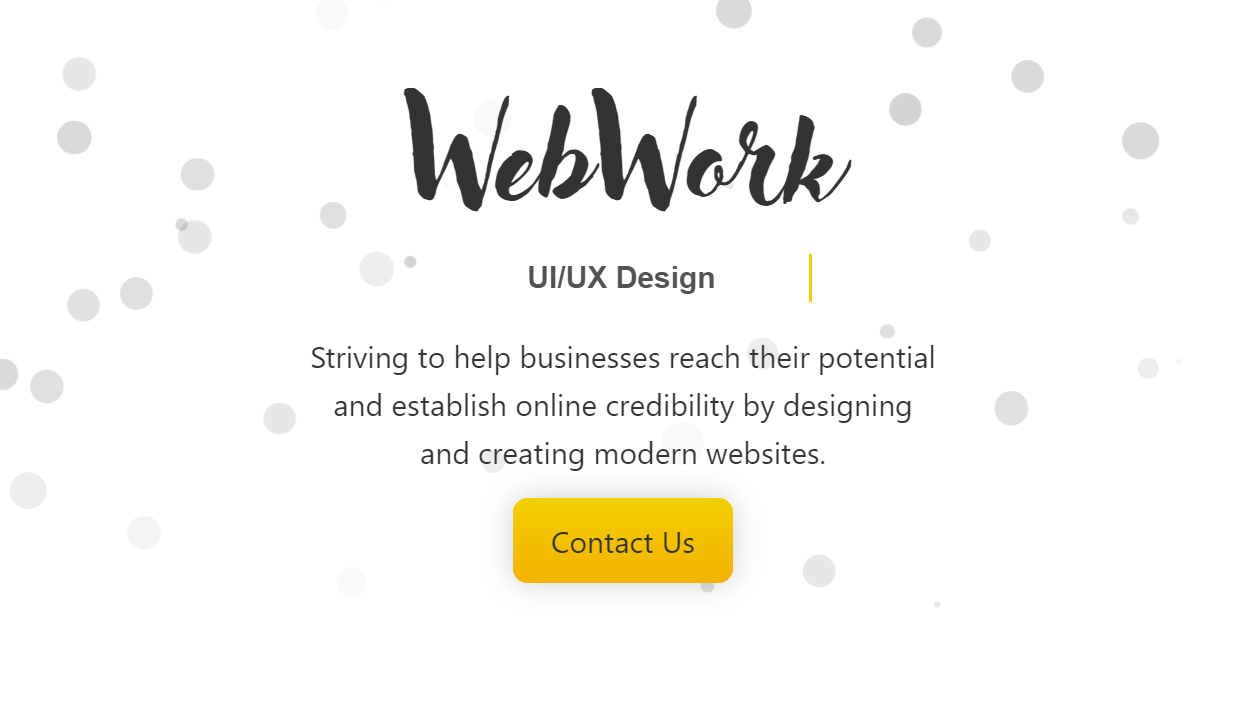 WebWork
UI/UX Design
Striving to help businesses reach their potential
and establish online credibility by designing
and creating modern websites.
Contact Us